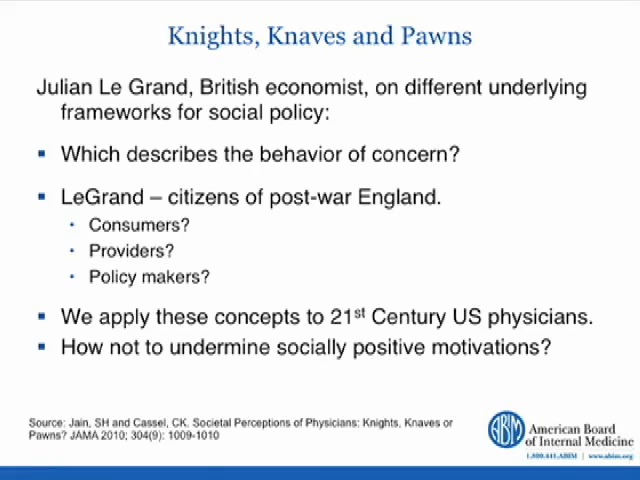 Knights, Knaves and Pawns
Julian Le Grand, British economist, on different underlying
frameworks for social policy:
Which describes the behavior of concern?
LeGrand – citizens of post-war England.
Consumers?
Providers?
Policy makers?
We apply these concepts to 21st Century US physicians.
How not to undermine socially positive motivations?
Source: Jain, SH and Cassel, CK. Societal Perceptions of Physicians: Knights, Knaves or
Pawns? JAMA 2010; 304(9): 1009-1010
ABIM
American Board
of Internal Medicine
1.800.441.ABIM | www.abim.org